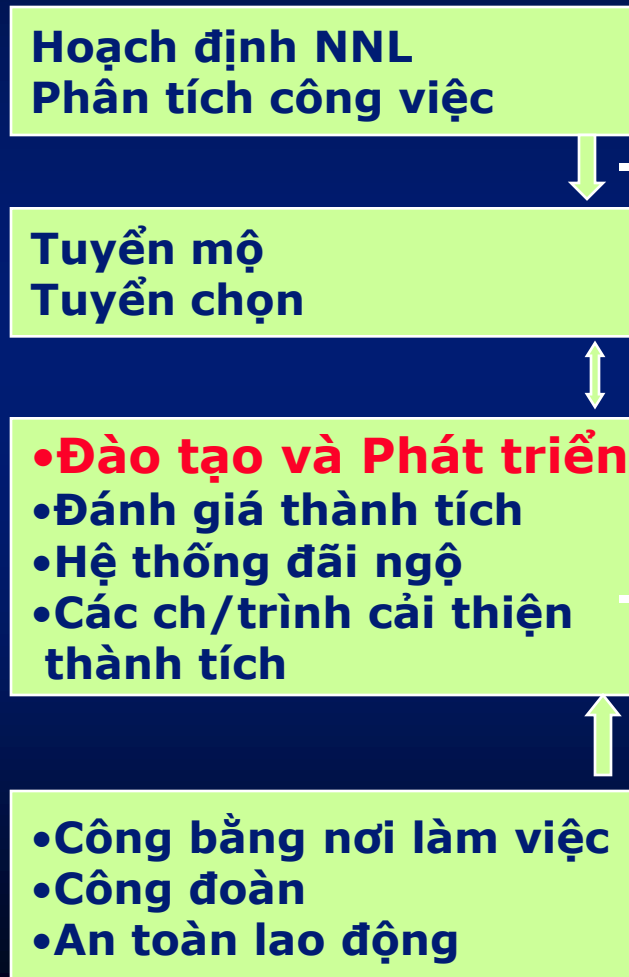 Hoạch định NNL
Phân tích công việc
Tuyển mộ
Tuyển chọn
•Đào tạo và Phát triển
•Đánh giá thành tích
•Hệ thống đãi ngộ
•Các ch/trình cải thiện
thành tích
•Công bằng nơi làm việc
•Công đoàn
•An toàn lao động